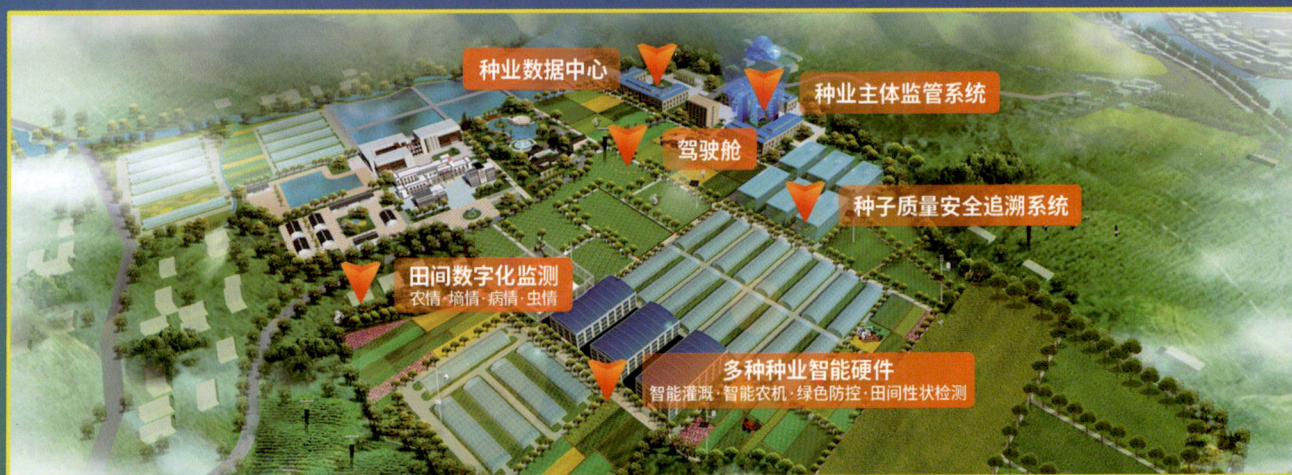 种业数据中心
种业主体监管系统
驾驶舱
种子质量安全追溯系统
田间数字化监测
农情·墒情·病情·虫情
多种种业智能硬件
智能灌溉·智能农机·绿色防控·田间性状检测